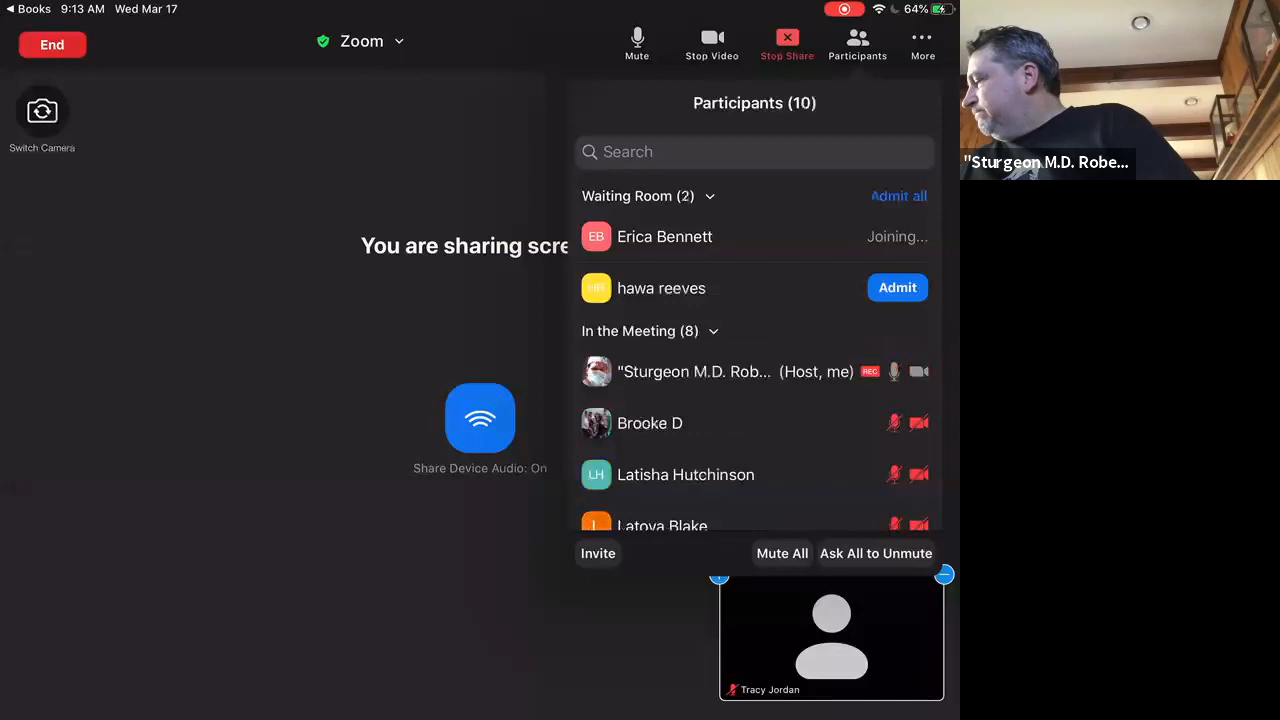 Books 9:13 AM Wed Mar 17 64%
End
Zoom
Mute Stop Video Stop Share Participants More
Switch Camera
Participants (10)
Search
Waiting Room (2) Admit all
EB Erica Bennett Joining...
HR hawa reeves Admit
You are sharing scre
In the Meeting (8)
"Sturgeon M.D. Rob... (Host, me) REC
Brooke D
LH Latisha Hutchinson
L Latoya Blake
Share Device Audio: On
Invite Mute All Ask All to Unmute
Tracy Jordan
"Sturgeon M.D. Robe...